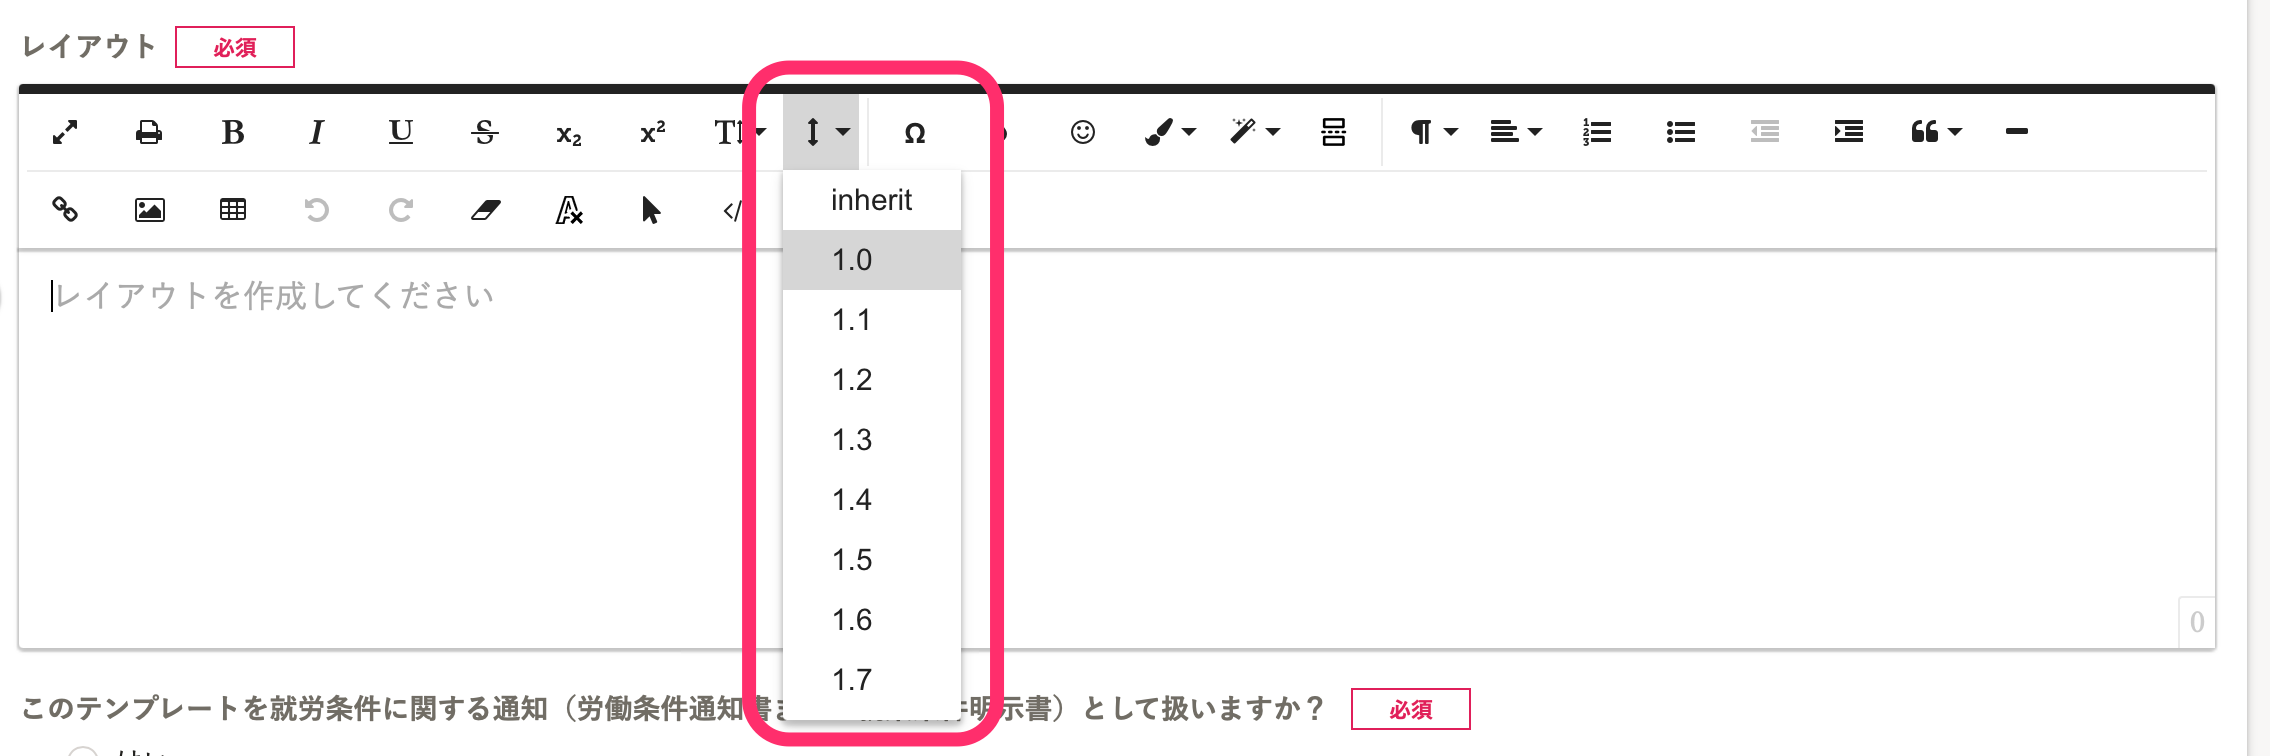 レイアウト 必須
B I U S x₂ x² T Ω
inherit
1.0
1.1
1.2
1.3
1.4
1.5
1.6
1.7
レイアウトを作成してください
0
このテンプレートを就労条件に関する通知（労働条件通知書 明示書）として扱いますか？ 必須